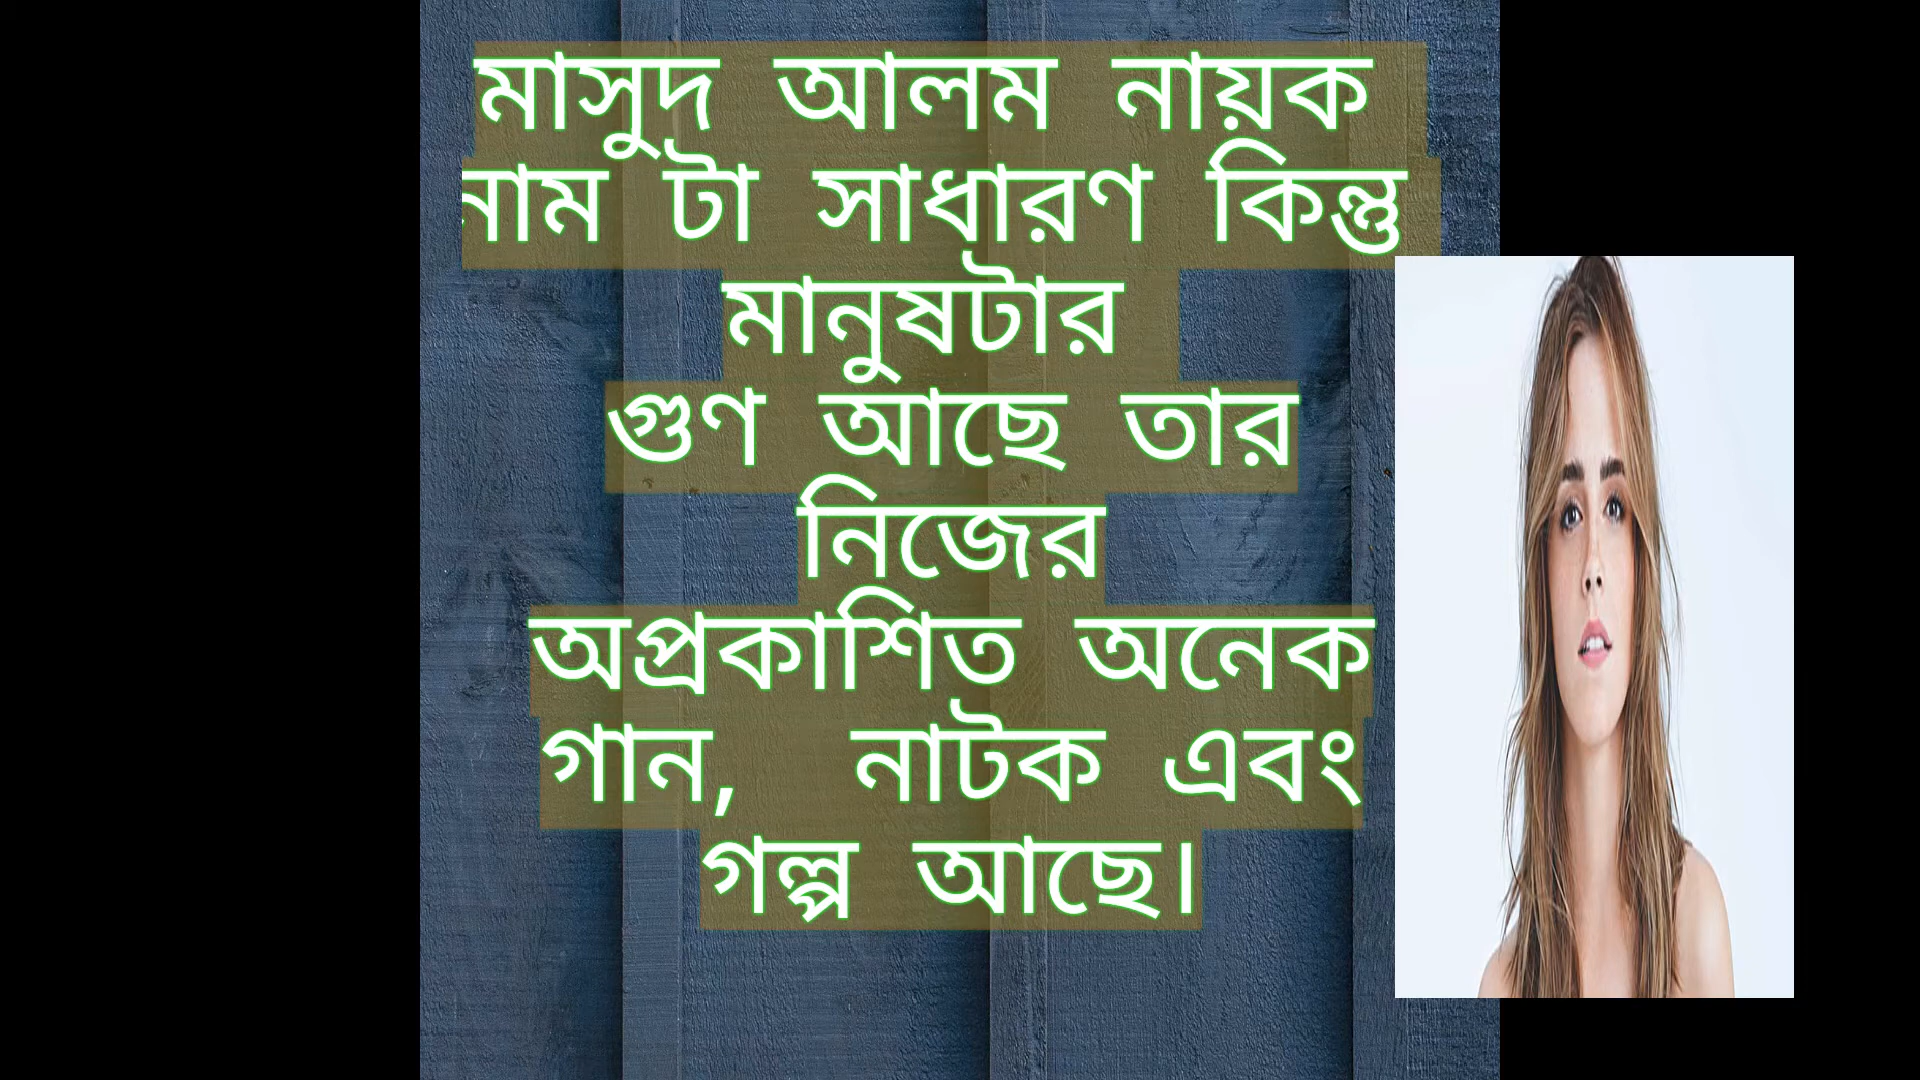 মাসুদ আলম নায়ক
নাম টা সাধারণ কিন্তু
মানুষটার
গুণ আছে তার
নিজের
অপ্রকাশিত অনেক
গান, নাটক এবং
গল্প আছে।